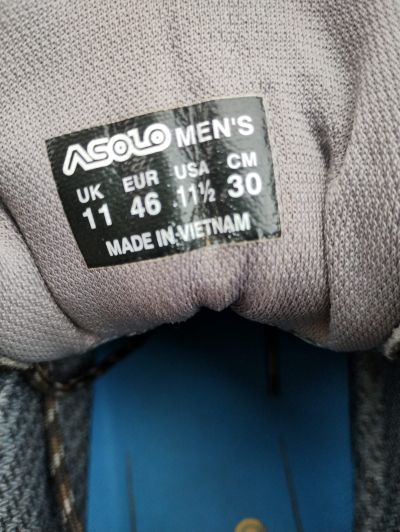 ASOLO MEN'S
UK EUR USA CM
11 46 11½ 30
MADE IN VIETNAM